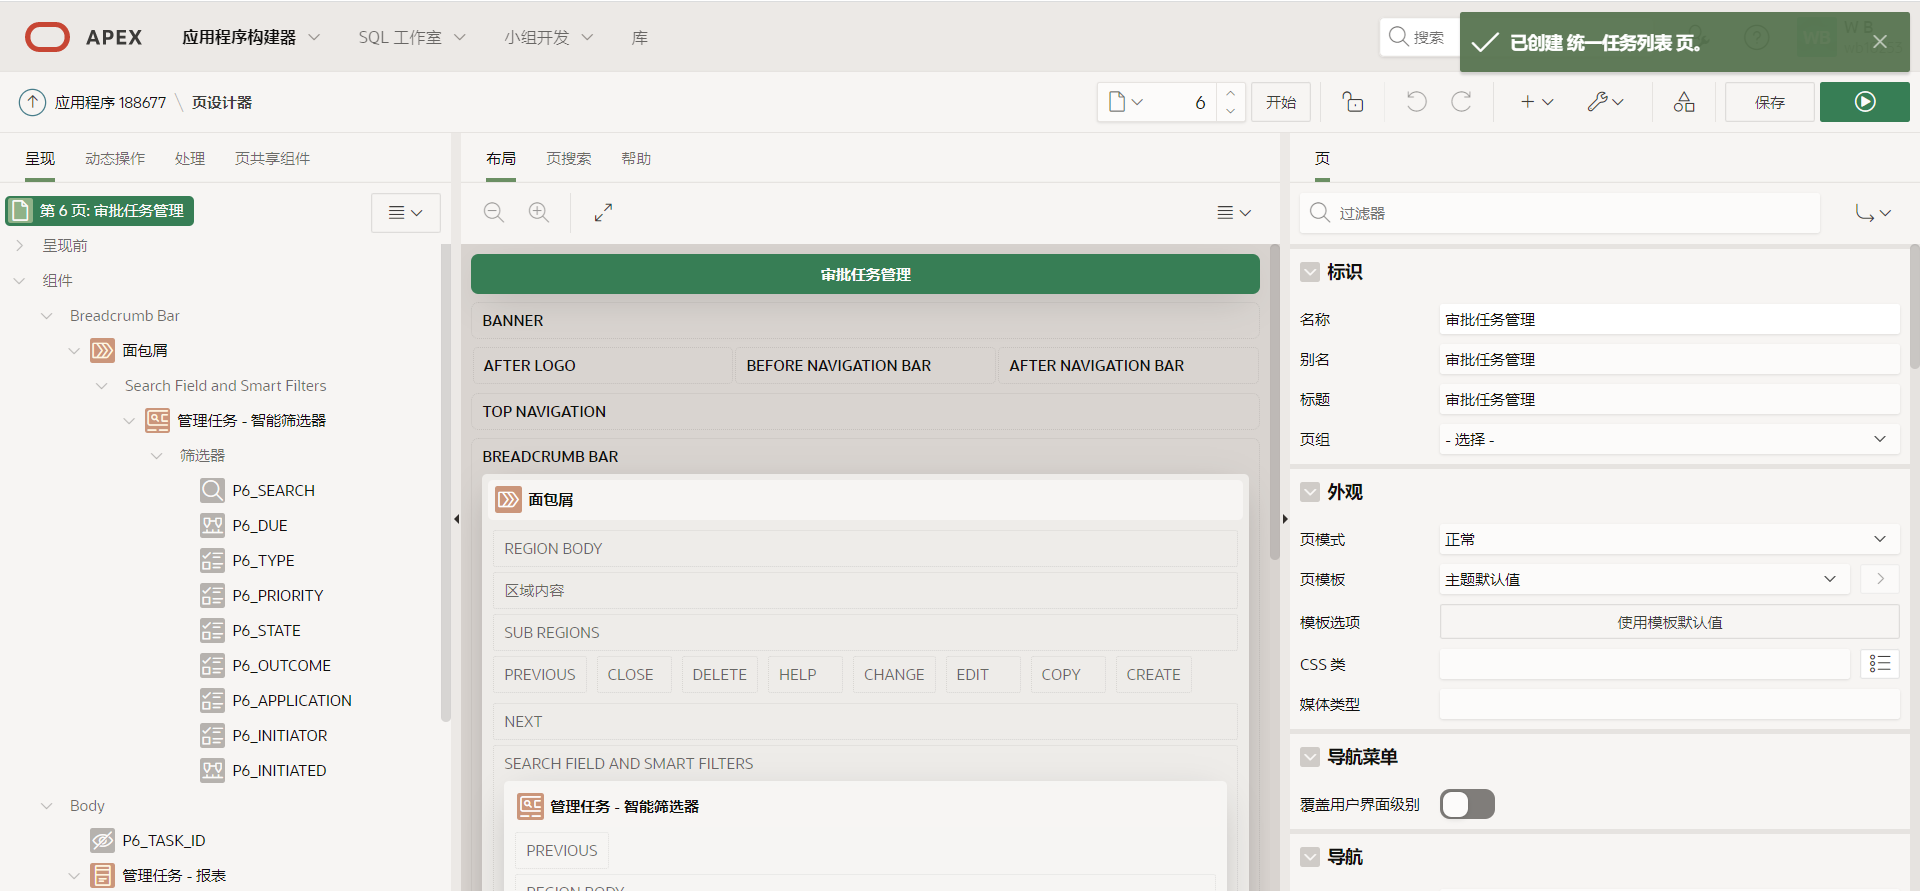 APEX 应用程序构建器 SQL 工作室 小组开发 库 搜索
已创建 统一任务列表 页。
应用程序 188677 \ 页设计器 6 开始 保存
呈现 动态操作 处理 页共享组件
布局 页搜索 帮助
页
第 6 页: 审批任务管理
呈现前
组件
Breadcrumb Bar
面包屑
Search Field and Smart Filters
管理任务 - 智能筛选器
筛选器
P6_SEARCH
P6_DUE
P6_TYPE
P6_PRIORITY
P6_STATE
P6_OUTCOME
P6_APPLICATION
P6_INITIATOR
P6_INITIATED
Body
P6_TASK_ID
管理任务 - 报表
审批任务管理
BANNER
AFTER LOGO BEFORE NAVIGATION BAR AFTER NAVIGATION BAR
TOP NAVIGATION
BREADCRUMB BAR
面包屑
REGION BODY
区域内容
SUB REGIONS
PREVIOUS CLOSE DELETE HELP CHANGE EDIT COPY CREATE
NEXT
SEARCH FIELD AND SMART FILTERS
管理任务 - 智能筛选器
PREVIOUS
REGION BODY
过滤器
标识
名称 审批任务管理
别名 审批任务管理
标题 审批任务管理
页组 - 选择 -
外观
页模式 正常
页模板 主题默认值
模板选项 使用模板默认值
CSS 类
媒体类型
导航菜单
覆盖用户界面级别
导航